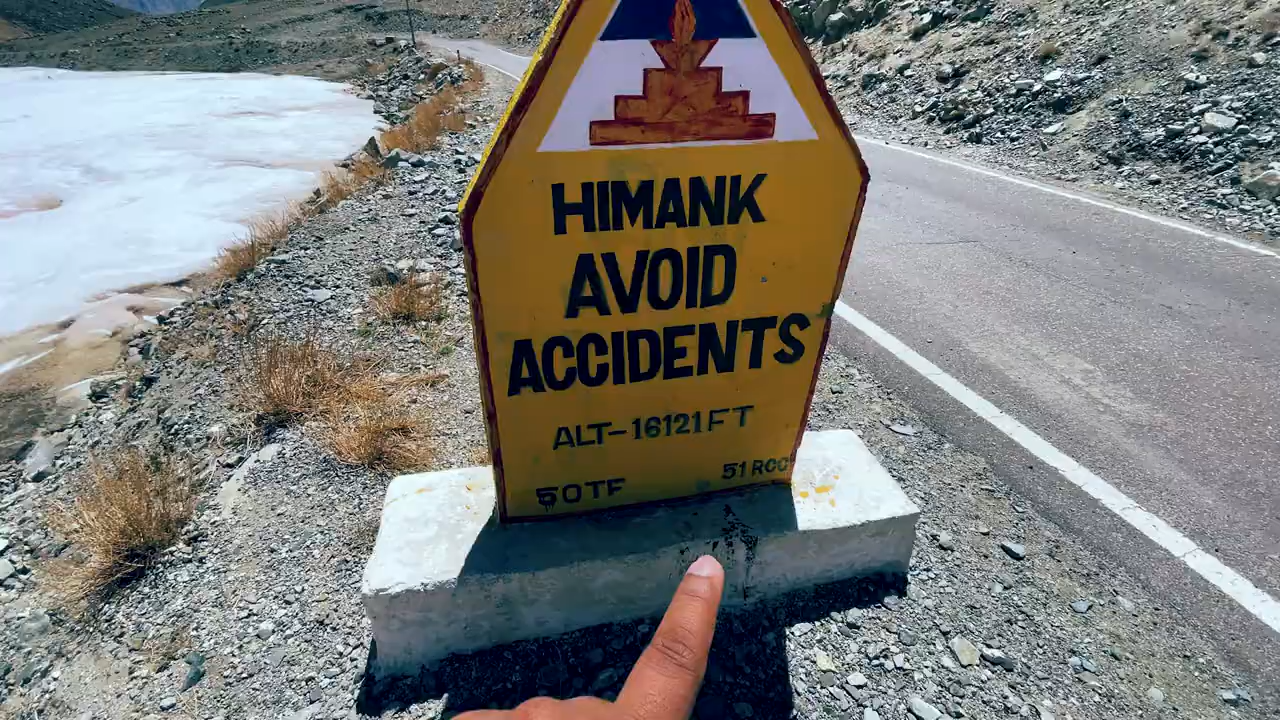 HIMANK
AVOID
ACCIDENTS
ALT-16121FT
50TF 51 RCC